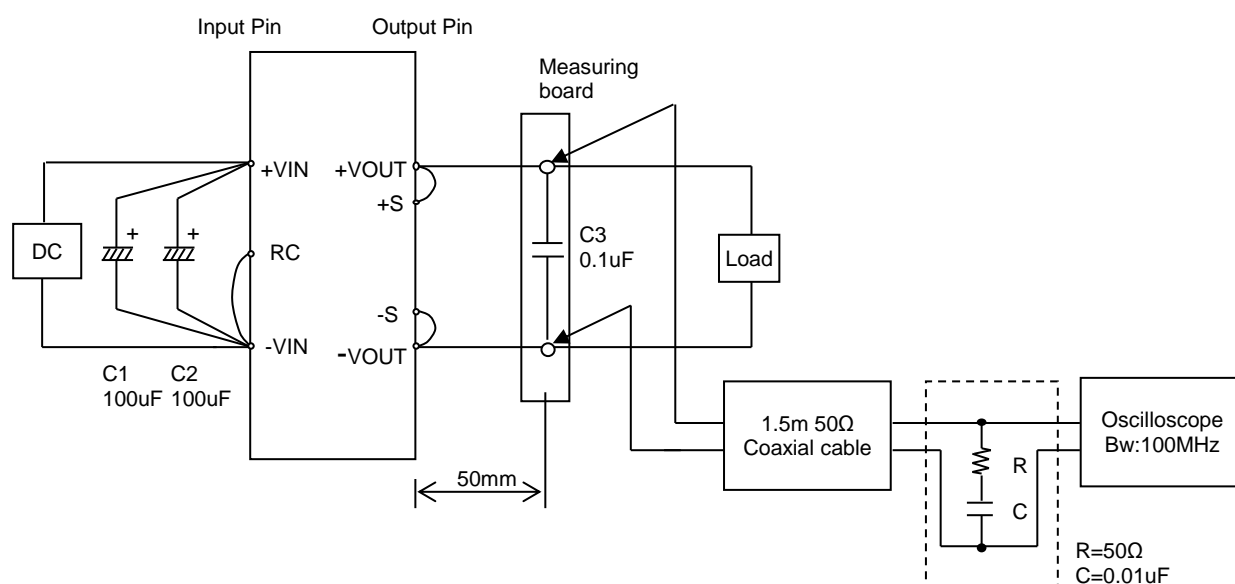 Input Pin
Output Pin
Measuring
board
+VIN
+VOUT
+S
+
+
DC
RC
C3
0.1uF
Load
-S
-VIN
-VOUT
C1
100uF
C2
100uF
1.5m 50Ω
Coaxial cable
Oscilloscope
Bw:100MHz
50mm
R
C
R=50Ω
C=0.01uF